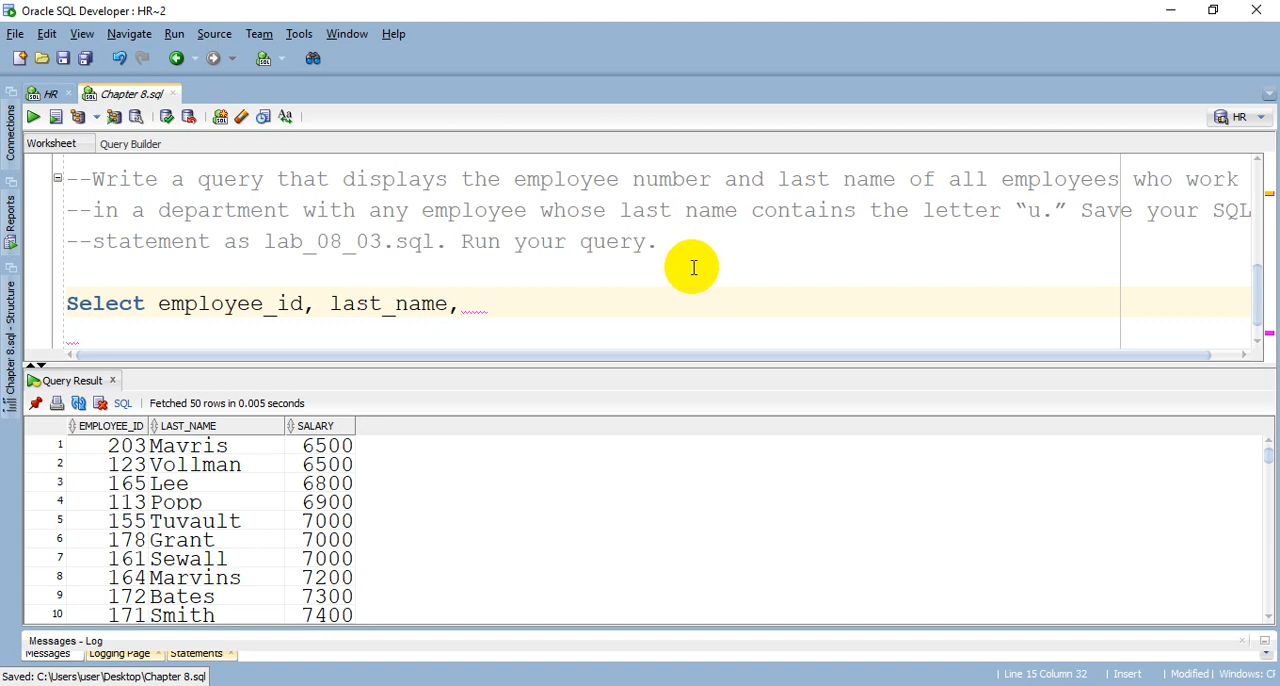 Oracle SQL Developer : HR~2
File Edit View Navigate Run Source Team Tools Window Help
HR Chapter 8.sql
HR
Worksheet Query Builder
Connections
Reports
Chapter 8.sql - Structure
--Write a query that displays the employee number and last name of all employees who work
--in a department with any employee whose last name contains the letter “u.” Save your SQL
--statement as lab_08_03.sql. Run your query.
Select employee_id, last_name,
Query Result
SQL | Fetched 50 rows in 0.005 seconds
EMPLOYEE_ID LAST_NAME SALARY
1 203 Mavris 6500
2 123 Vollman 6500
3 165 Lee 6800
4 113 Popp 6900
5 155 Tuvault 7000
6 178 Grant 7000
7 161 Sewall 7000
8 164 Marvins 7200
9 172 Bates 7300
10 171 Smith 7400
Messages - Log
Messages Logging Page Statements
Saved: C:\Users\user\Desktop\Chapter 8.sql
| Line 15 Column 32 | Insert | Modified | Windows: Cl